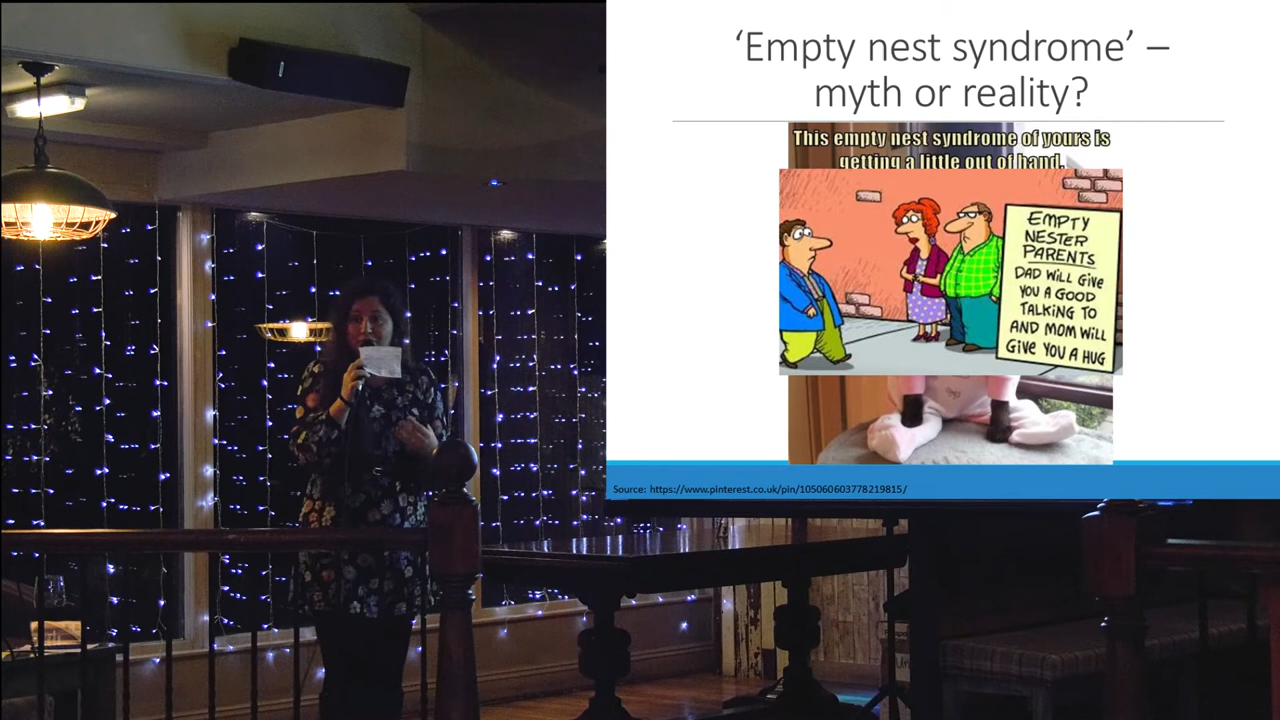 ‘Empty nest syndrome’ –
myth or reality?
This empty nest syndrome of yours is
getting a little out of hand.
EMPTY
NESTER
PARENTS
DAD WILL GIVE
YOU A GOOD
TALKING TO
AND MOM WILL
GIVE YOU A HUG
Source: https://www.pinterest.co.uk/pin/105060603778219815/